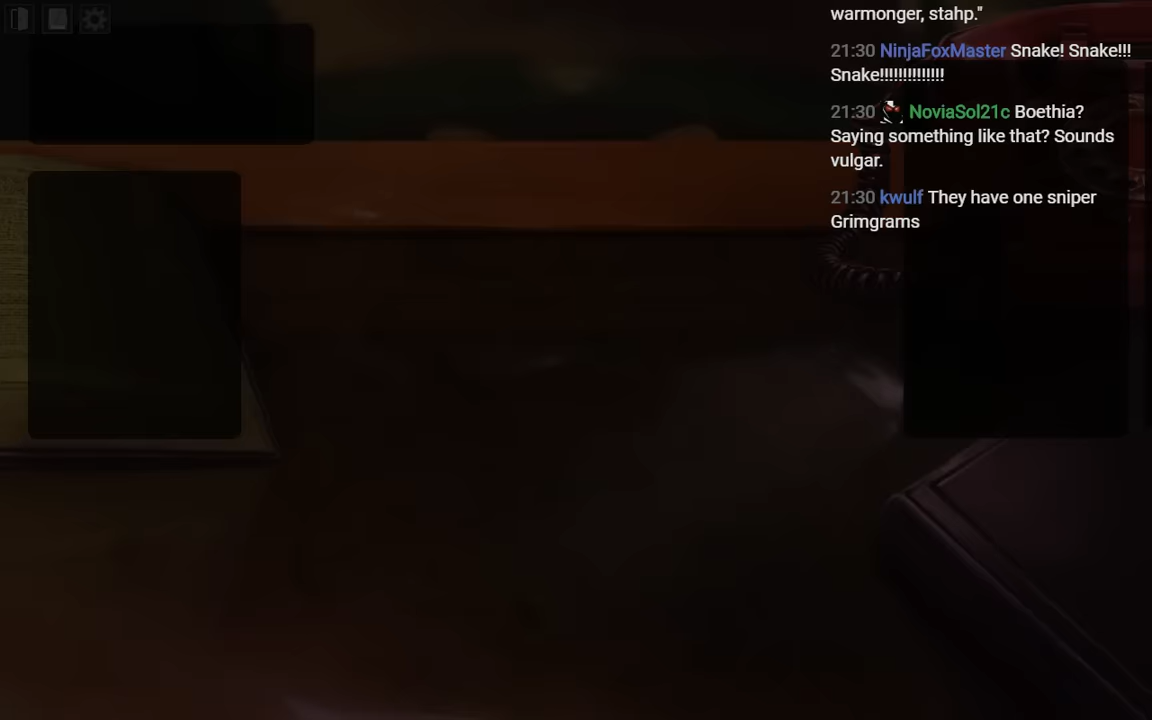 warmonger, stahp."
21:30 NinjaFoxMaster Snake! Snake!!!
Snake!!!!!!!!!!!!!!
21:30 NoviaSol21c Boethia?
Saying something like that? Sounds
vulgar.
21:30 kwulf They have one sniper
Grimgrams